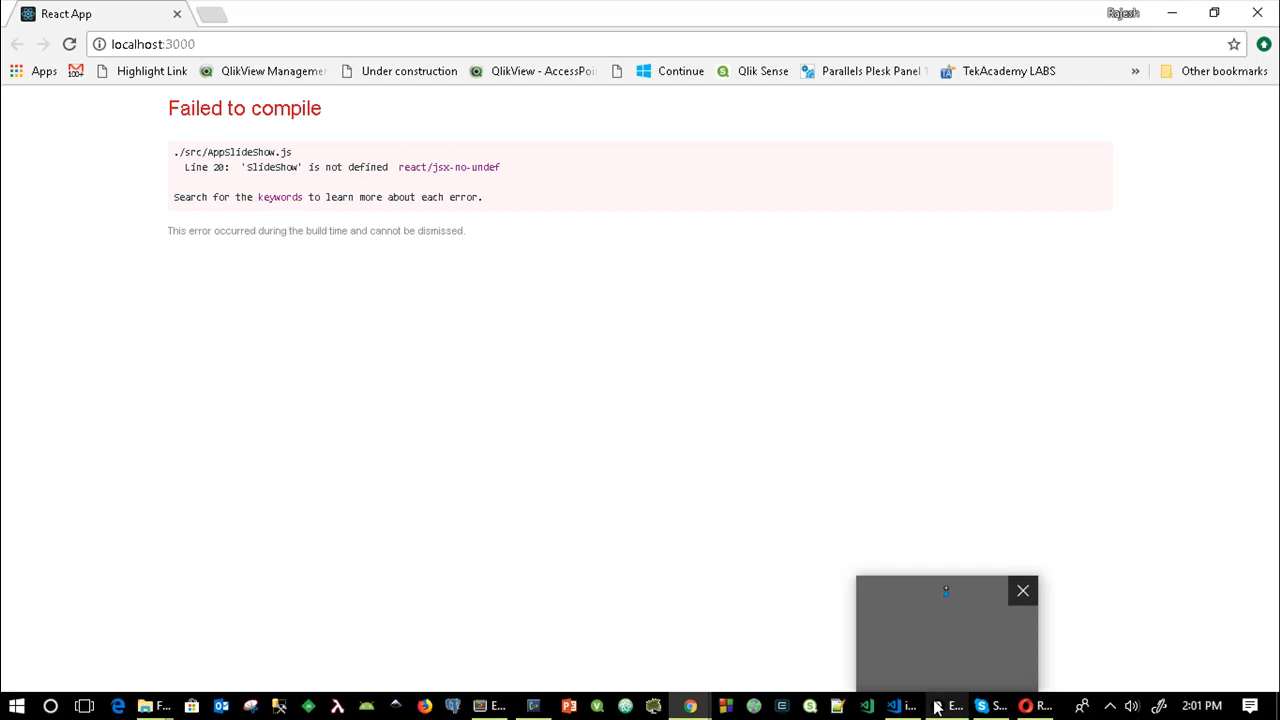 React App
Rajesh
localhost:3000
Apps
100+
Highlight Link
QlikView Manageme
Under construction
QlikView - AccessPoi
Continue
Qlik Sense
Parallels Plesk Panel 1
TekAcademy LABS
»
Other bookmarks
Failed to compile
./src/AppSlideShow.js
Line 20: 'SlideShow' is not defined react/jsx-no-undef
Search for the keywords to learn more about each error.
This error occurred during the build time and cannot be dismissed.
F...
E...
i...
E...
S...
R...
2:01 PM